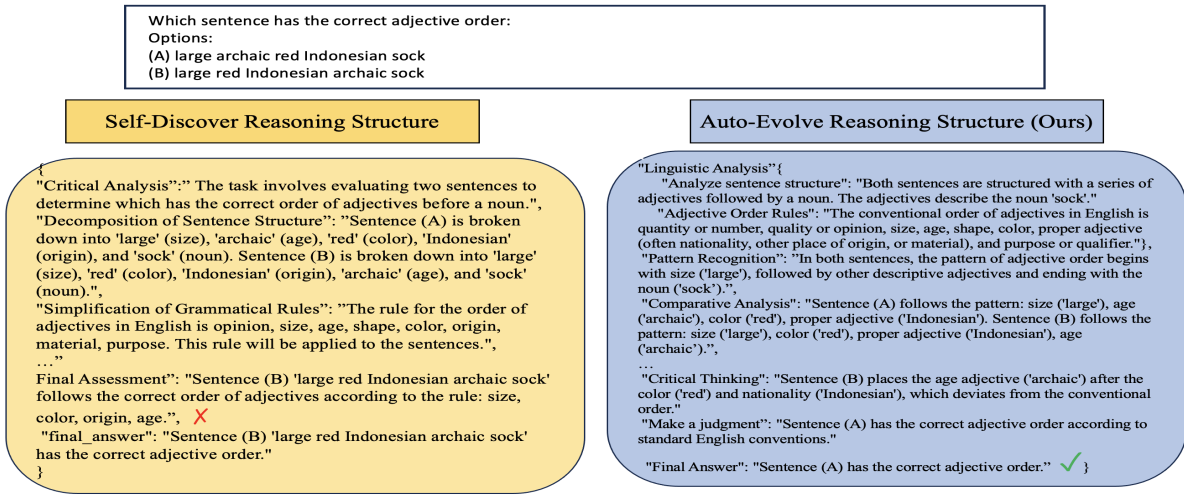 Which sentence has the correct adjective order:
Options:
(A) large archaic red Indonesian sock
(B) large red Indonesian archaic sock
Self-Discover Reasoning Structure
{
"Critical Analysis":” The task involves evaluating two sentences to
determine which has the correct order of adjectives before a noun.",
"Decomposition of Sentence Structure”: ”Sentence (A) is broken
down into 'large' (size), 'archaic' (age), 'red' (color), 'Indonesian'
(origin), and 'sock' (noun). Sentence (B) is broken down into 'large'
(size), 'red' (color), 'Indonesian' (origin), 'archaic' (age), and 'sock'
(noun).",
"Simplification of Grammatical Rules”: ”The rule for the order of
adjectives in English is opinion, size, age, shape, color, origin,
material, purpose. This rule will be applied to the sentences.",
…”
Final Assessment”: "Sentence (B) 'large red Indonesian archaic sock'
follows the correct order of adjectives according to the rule: size,
color, origin, age.”, ✗
"final_answer": "Sentence (B) 'large red Indonesian archaic sock'
has the correct adjective order."
}
Auto-Evolve Reasoning Structure (Ours)
"Linguistic Analysis”{
"Analyze sentence structure": "Both sentences are structured with a series of
adjectives followed by a noun. The adjectives describe the noun 'sock'."
"Adjective Order Rules": "The conventional order of adjectives in English is
quantity or number, quality or opinion, size, age, shape, color, proper adjective
(often nationality, other place of origin, or material), and purpose or qualifier."},
"Pattern Recognition": ”In both sentences, the pattern of adjective order begins
with size ('large'), followed by other descriptive adjectives and ending with the
noun ('sock’).”,
"Comparative Analysis": "Sentence (A) follows the pattern: size ('large'), age
('archaic'), color ('red'), proper adjective ('Indonesian'). Sentence (B) follows the
pattern: size ('large'), color ('red'), proper adjective ('Indonesian'), age
('archaic’).”,
…
"Critical Thinking": "Sentence (B) places the age adjective ('archaic') after the
color ('red') and nationality ('Indonesian'), which deviates from the conventional
order."
"Make a judgment”: "Sentence (A) has the correct adjective order according to
standard English conventions."
"Final Answer": "Sentence (A) has the correct adjective order.” ✓ }